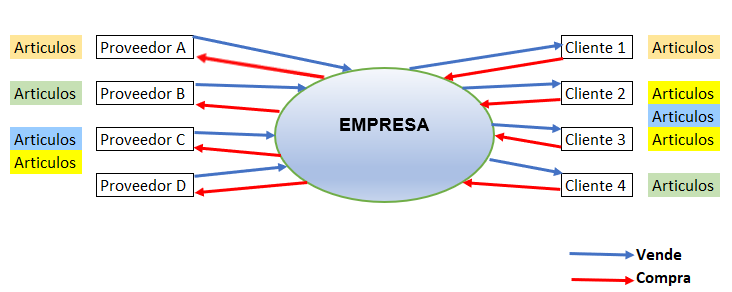 Articulos Proveedor A Cliente 1 Articulos
Articulos Proveedor B Cliente 2 Articulos
Articulos
EMPRESA
Articulos Proveedor C Cliente 3 Articulos
Articulos
Proveedor D Cliente 4 Articulos
Vende
Compra